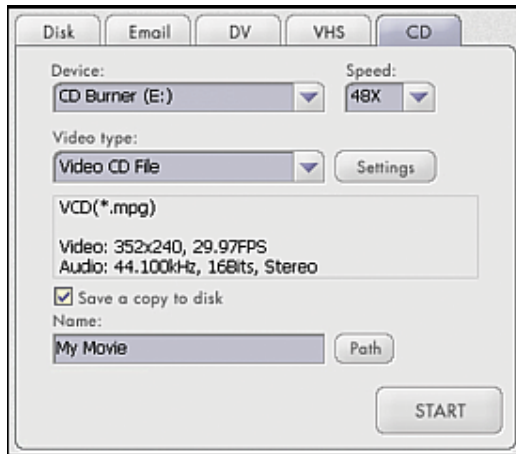 Disk Email DV VHS CD
Device: Speed:
CD Burner (E:) 48X
Video type:
Video CD File Settings
VCD(*.mpg)
Video: 352x240, 29.97FPS
Audio: 44.100kHz, 16Bits, Stereo
Save a copy to disk
Name:
My Movie Path
START